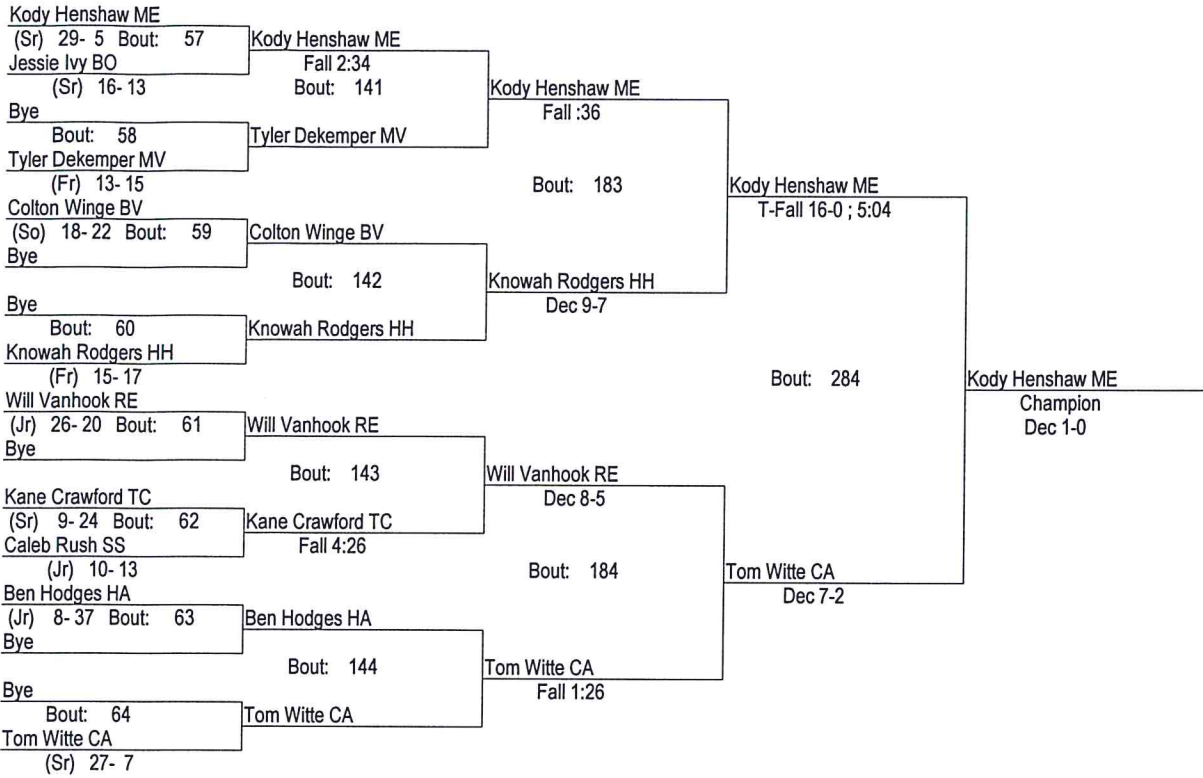 Kody Henshaw ME
(Sr) 29- 5 Bout: 57
Jessie Ivy BO
(Sr) 16- 13
Bye
Bout: 58
Tyler Dekemper MV
(Fr) 13- 15
Colton Winge BV
(So) 18- 22 Bout: 59
Bye
Bye
Bout: 60
Knowah Rodgers HH
(Fr) 15- 17
Will Vanhook RE
(Jr) 26- 20 Bout: 61
Bye
Kane Crawford TC
(Sr) 9- 24 Bout: 62
Caleb Rush SS
(Jr) 10- 13
Ben Hodges HA
(Jr) 8- 37 Bout: 63
Bye
Bye
Bout: 64
Tom Witte CA
(Sr) 27- 7
Kody Henshaw ME
Fall 2:34
Bout: 141
Tyler Dekemper MV
Colton Winge BV
Bout: 142
Knowah Rodgers HH
Will Vanhook RE
Bout: 143
Kane Crawford TC
Fall 4:26
Ben Hodges HA
Bout: 144
Tom Witte CA
Kody Henshaw ME
Fall :36
Bout: 183
Knowah Rodgers HH
Dec 9-7
Will Vanhook RE
Dec 8-5
Bout: 184
Tom Witte CA
Fall 1:26
Kody Henshaw ME
T-Fall 16-0 ; 5:04
Bout: 284
Tom Witte CA
Dec 7-2
Kody Henshaw ME
Champion
Dec 1-0